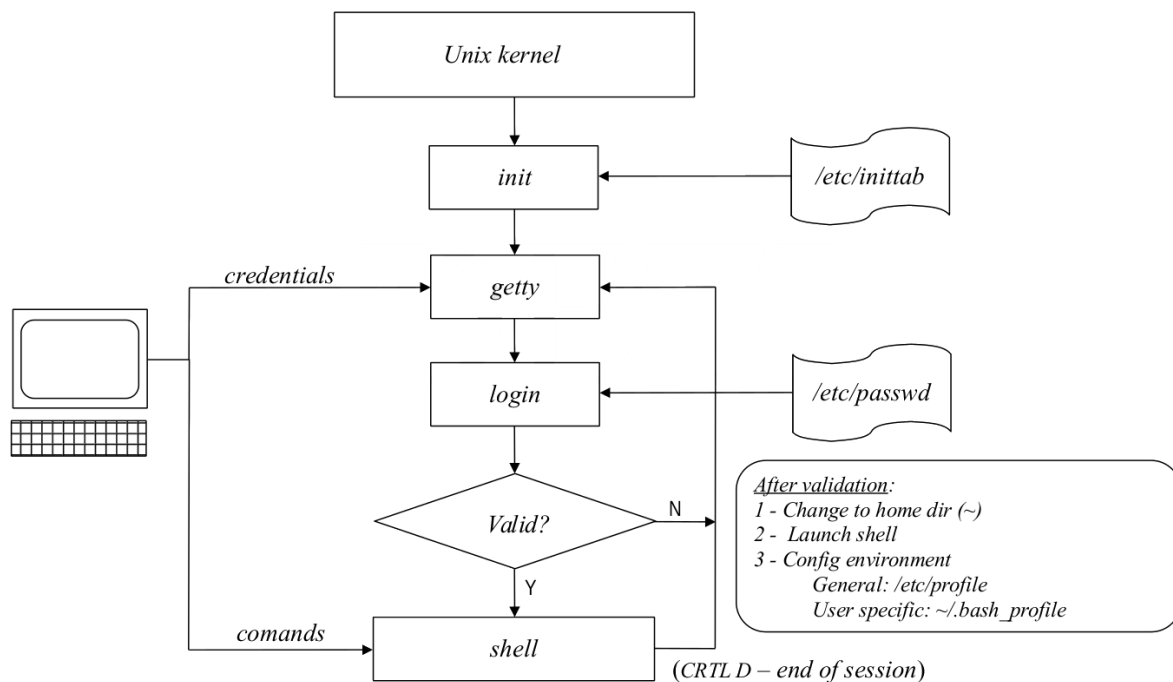 Unix kernel
init
/etc/inittab
credentials
getty
login
/etc/passwd
Valid?
N
Y
After validation:
1 - Change to home dir (~)
2 - Launch shell
3 - Config environment
General: /etc/profile
User specific: ~/.bash_profile
comands
shell
(CRTL D – end of session)